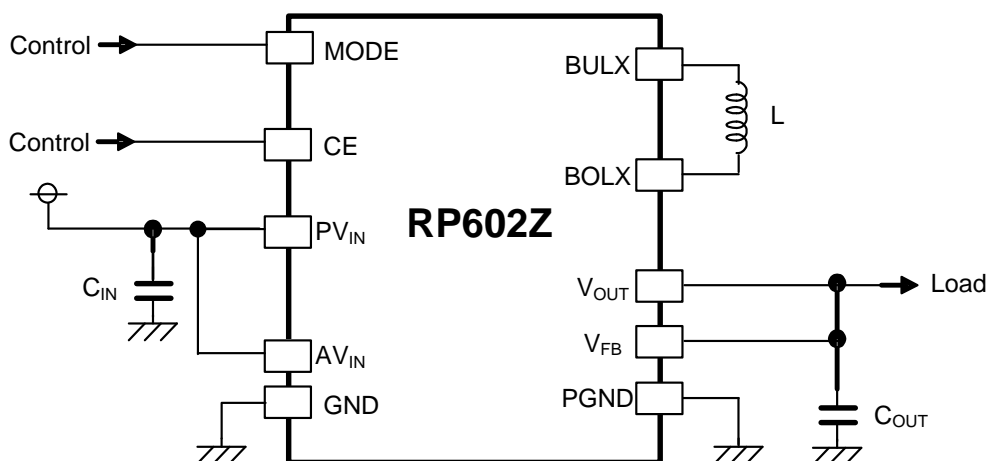 Control
MODE
BULX
L
Control
CE
BOLX
RP602Z
PVIN
CIN
VOUT
Load
VFB
AVIN
GND
PGND
COUT